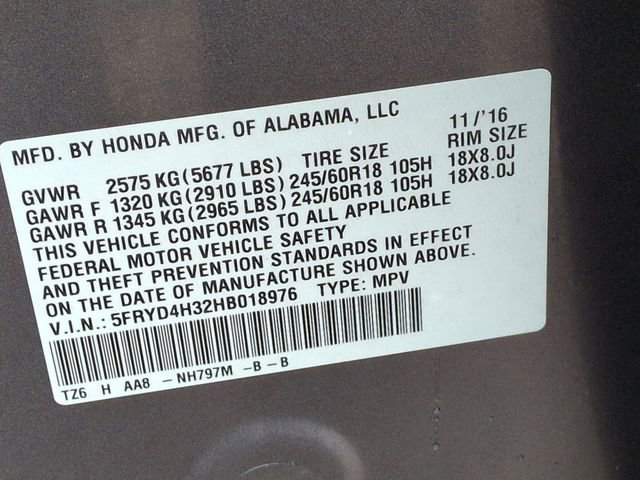 MFD. BY HONDA MFG. OF ALABAMA, LLC 11/'16
GVWR 2575 KG(5677 LBS) TIRE SIZE RIM SIZE
GAWR F 1320 KG(2910 LBS)245/60R18 105H 18X8.0J
GAWR R 1345 KG(2965 LBS)245/60R18 105H 18X8.0J
THIS VEHICLE CONFORMS TO ALL APPLICABLE
FEDERAL MOTOR VEHICLE SAFETY
AND THEFT PREVENTION STANDARDS IN EFFECT
ON THE DATE OF MANUFACTURE SHOWN ABOVE.
V.I.N.: 5FRYD4H32HB018976 TYPE: MPV
TZ6 H AA8 - NH797M -B - B